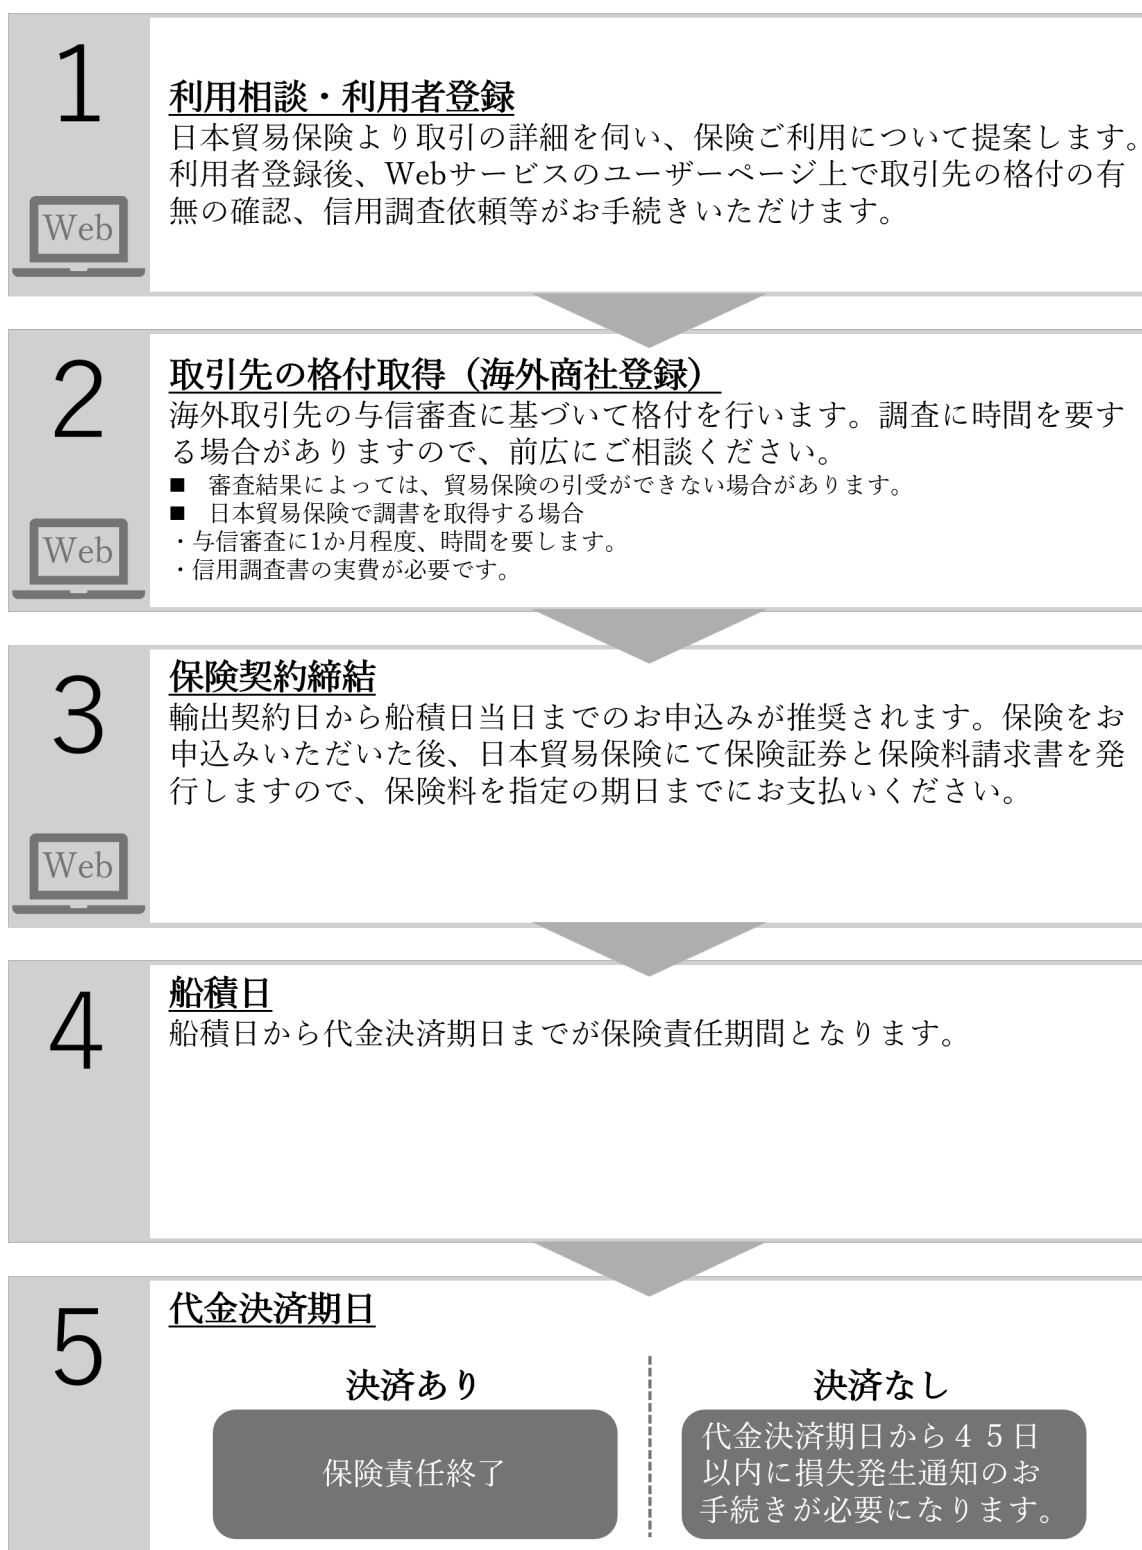 1
利用相談・利用者登録
日本貿易保険より取引の詳細を伺い、保険ご利用について提案します。
利用者登録後、Webサービスのユーザーページ上で取引先の格付の有
無の確認、信用調査依頼等がお手続きいただけます。
Web
2
取引先の格付取得（海外商社登録）
海外取引先の与信審査に基づいて格付を行います。調査に時間を要す
る場合がありますので、前広にご相談ください。
■ 審査結果によっては、貿易保険の引受ができない場合があります。
■ 日本貿易保険で調書を取得する場合
・与信審査に1か月程度、時間を要します。
・信用調査書の実費が必要です。
Web
3
保険契約締結
輸出契約日から船積日当日までのお申込みが推奨されます。保険をお
申込みいただいた後、日本貿易保険にて保険証券と保険料請求書を発
行しますので、保険料を指定の期日までにお支払いください。
Web
4
船積日
船積日から代金決済期日までが保険責任期間となります。
5
代金決済期日
決済あり
保険責任終了
決済なし
代金決済期日から４５日
以内に損失発生通知のお
手続きが必要になります。